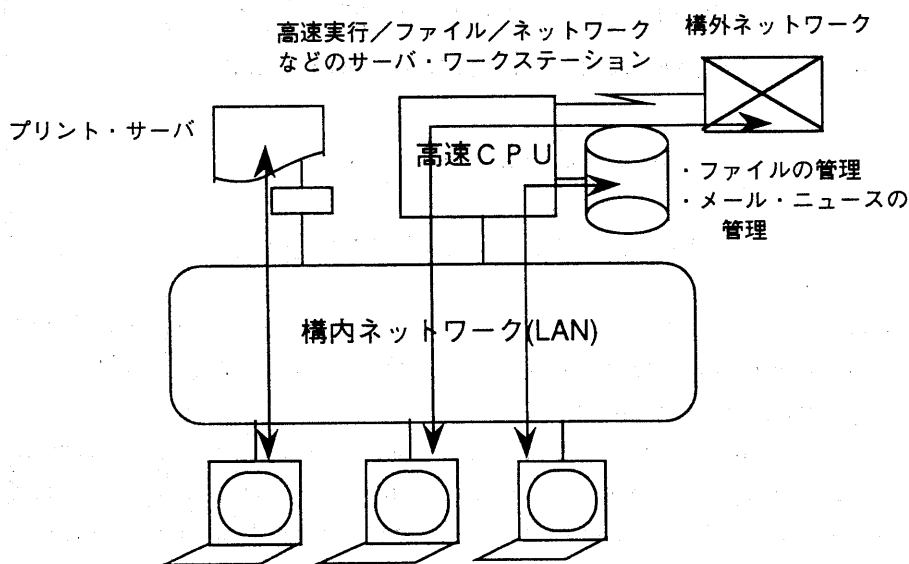 高速実行/ファイル/ネットワーク
などのサーバ・ワークステーション
構外ネットワーク
プリント・サーバ
高速CPU
・ファイルの管理
・メール・ニュースの
管理
構内ネットワーク(LAN)